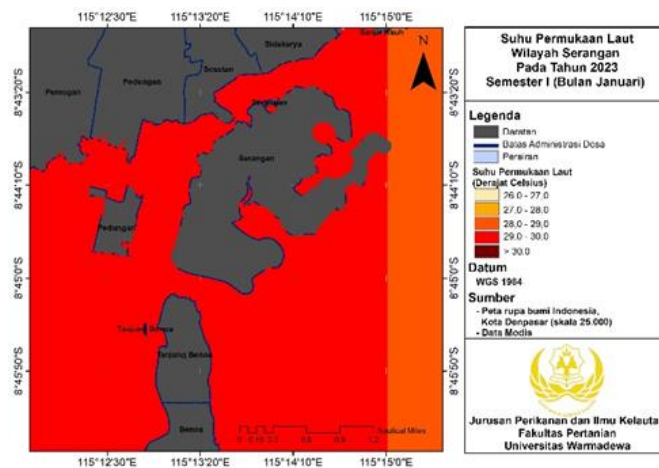 115°12'30"E 115°13'20"E 115°14'0"E 115°15'0"E
8°43'20"S
8°44'10"S
8°45'0"S
8°45'50"S
N
Sidakarya
Sesetan
Pedungan
Pemogan
Serangan
Serangan
Pedungan
Tanjung Benoa
Tanjung Benoa
Benoa
Nautical Miles
Suhu Permukaan Laut
Wilayah Serangan
Pada Tahun 2023
Semester I (Bulan Januari)
Legenda
Daratan
Batas Administrasi Desa
Perairan
Suhu Permukaan Laut
(Derajat Celsius)
26.0 - 27,0
27.0 - 28,0
28,0 - 29,0
29.0 - 30.0
> 30.0
Datum
WGS 1984
Sumber
- Peta rupa bumi Indonesia,
Kota Denpasar (skala 25.000)
- Data Modis
Jurusan Perikanan dan Ilmu Kelautan
Fakultas Pertanian
Universitas Warmadewa
115°12'30"E 115°13'20"E 115°14'0"E 115°15'0"E
8°43'20"S
8°44'10"S
8°45'0"S
8°45'50"S